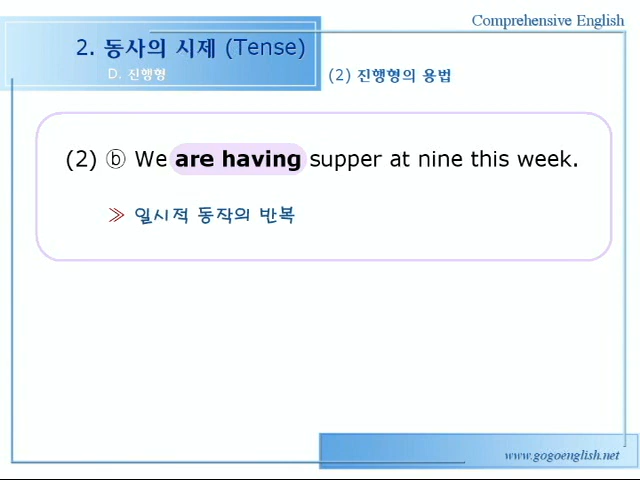 Comprehensive English
2. 동사의 시제 (Tense)
D. 진행형
(2) 진행형의 용법
(2) ⓑ We are having supper at nine this week.
≫ 일시적 동작의 반복
www.gogoenglish.net